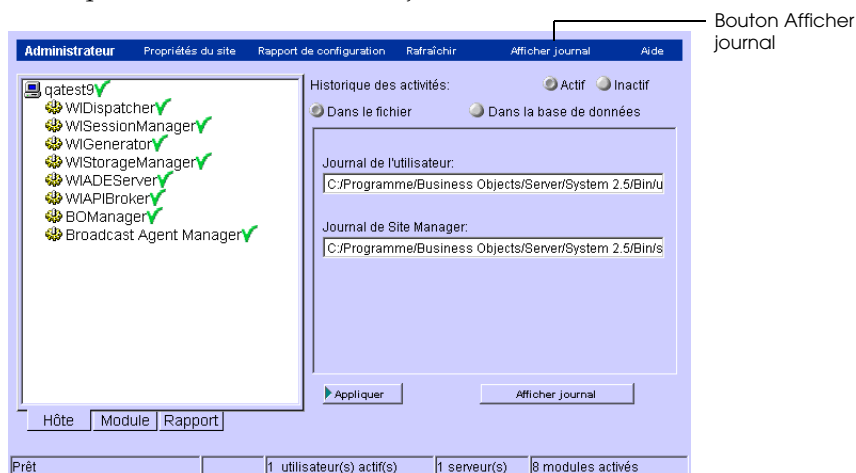 Bouton Afficher
journal
Administrateur Propriétés du site Rapport de configuration Rafraîchir Afficher journal Aide
qatest9
WIDispatcher
WISessionManager
WIGenerator
WIStorageManager
WIADEServer
WIAPIBroker
BOManager
Broadcast Agent Manager
Hôte Module Rapport
Historique des activités: Actif Inactif
Dans le fichier Dans la base de données
Journal de l'utilisateur:
C:/Programme/Business Objects/Server/System 2.5/Bin/u
Journal de Site Manager:
C:/Programme/Business Objects/Server/System 2.5/Bin/s
Appliquer Afficher journal
Prêt 1 utilisateur(s) actif(s) 1 serveur(s) 8 modules activés